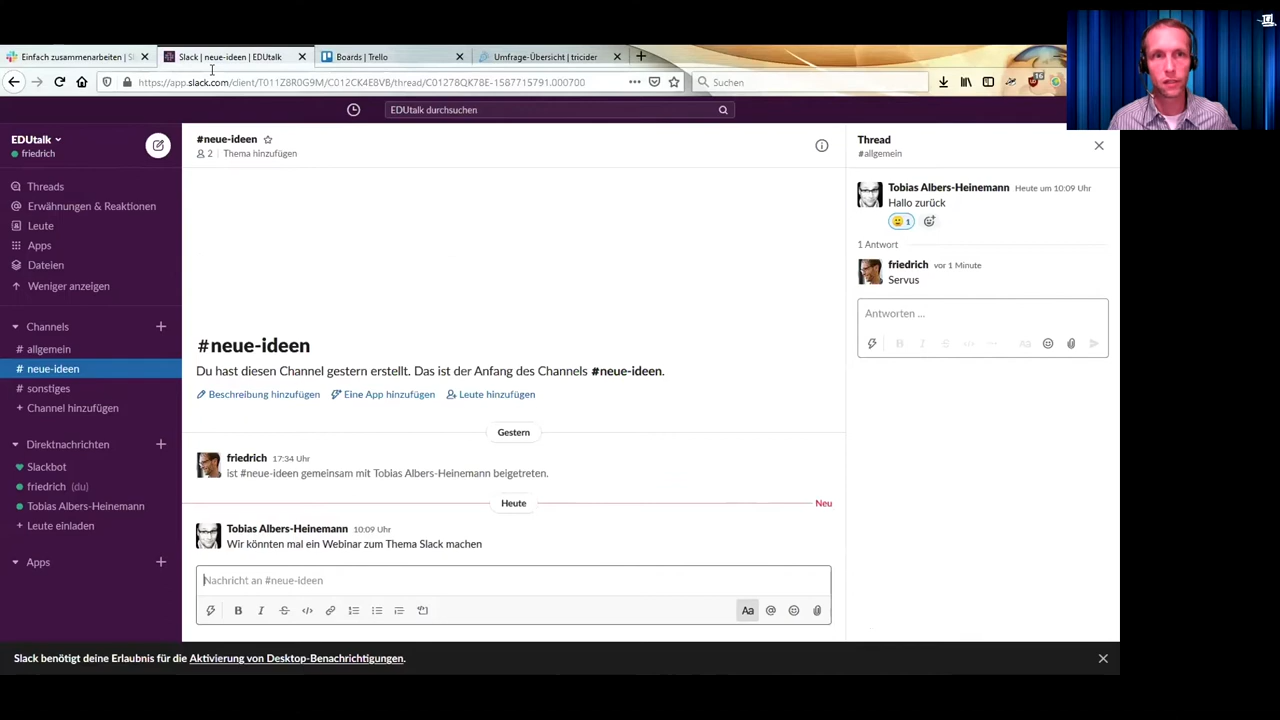 Einfach zusammenarbeiten | Sl
Slack | neue-ideen | EDUtalk
Boards | Trello
Umfrage-Übersicht | tricider
https://app.slack.com/client/T011Z8R0G9M/C012CK4E8VB/thread/C01278QK78E-1587715791.000700
Suchen
16
EDUtalk durchsuchen
EDUtalk
friedrich
Threads
Erwähnungen & Reaktionen
Leute
Apps
Dateien
Weniger anzeigen
Channels
# allgemein
# neue-ideen
# sonstiges
+ Channel hinzufügen
Direktnachrichten
Slackbot
friedrich (du)
Tobias Albers-Heinemann
+ Leute einladen
Apps
#neue-ideen
2 | Thema hinzufügen
#neue-ideen
Du hast diesen Channel gestern erstellt. Das ist der Anfang des Channels #neue-ideen.
Beschreibung hinzufügen
Eine App hinzufügen
Leute hinzufügen
Gestern
friedrich 17:34 Uhr
ist #neue-ideen gemeinsam mit Tobias Albers-Heinemann beigetreten.
Heute
Neu
Tobias Albers-Heinemann 10:09 Uhr
Wir könnten mal ein Webinar zum Thema Slack machen
Nachricht an #neue-ideen
B I S </> Aa @
Thread
#allgemein
Tobias Albers-Heinemann Heute um 10:09 Uhr
Hallo zurück
1
1 Antwort
friedrich vor 1 Minute
Servus
Antworten ...
B I S </> Aa
Slack benötigt deine Erlaubnis für die Aktivierung von Desktop-Benachrichtigungen.